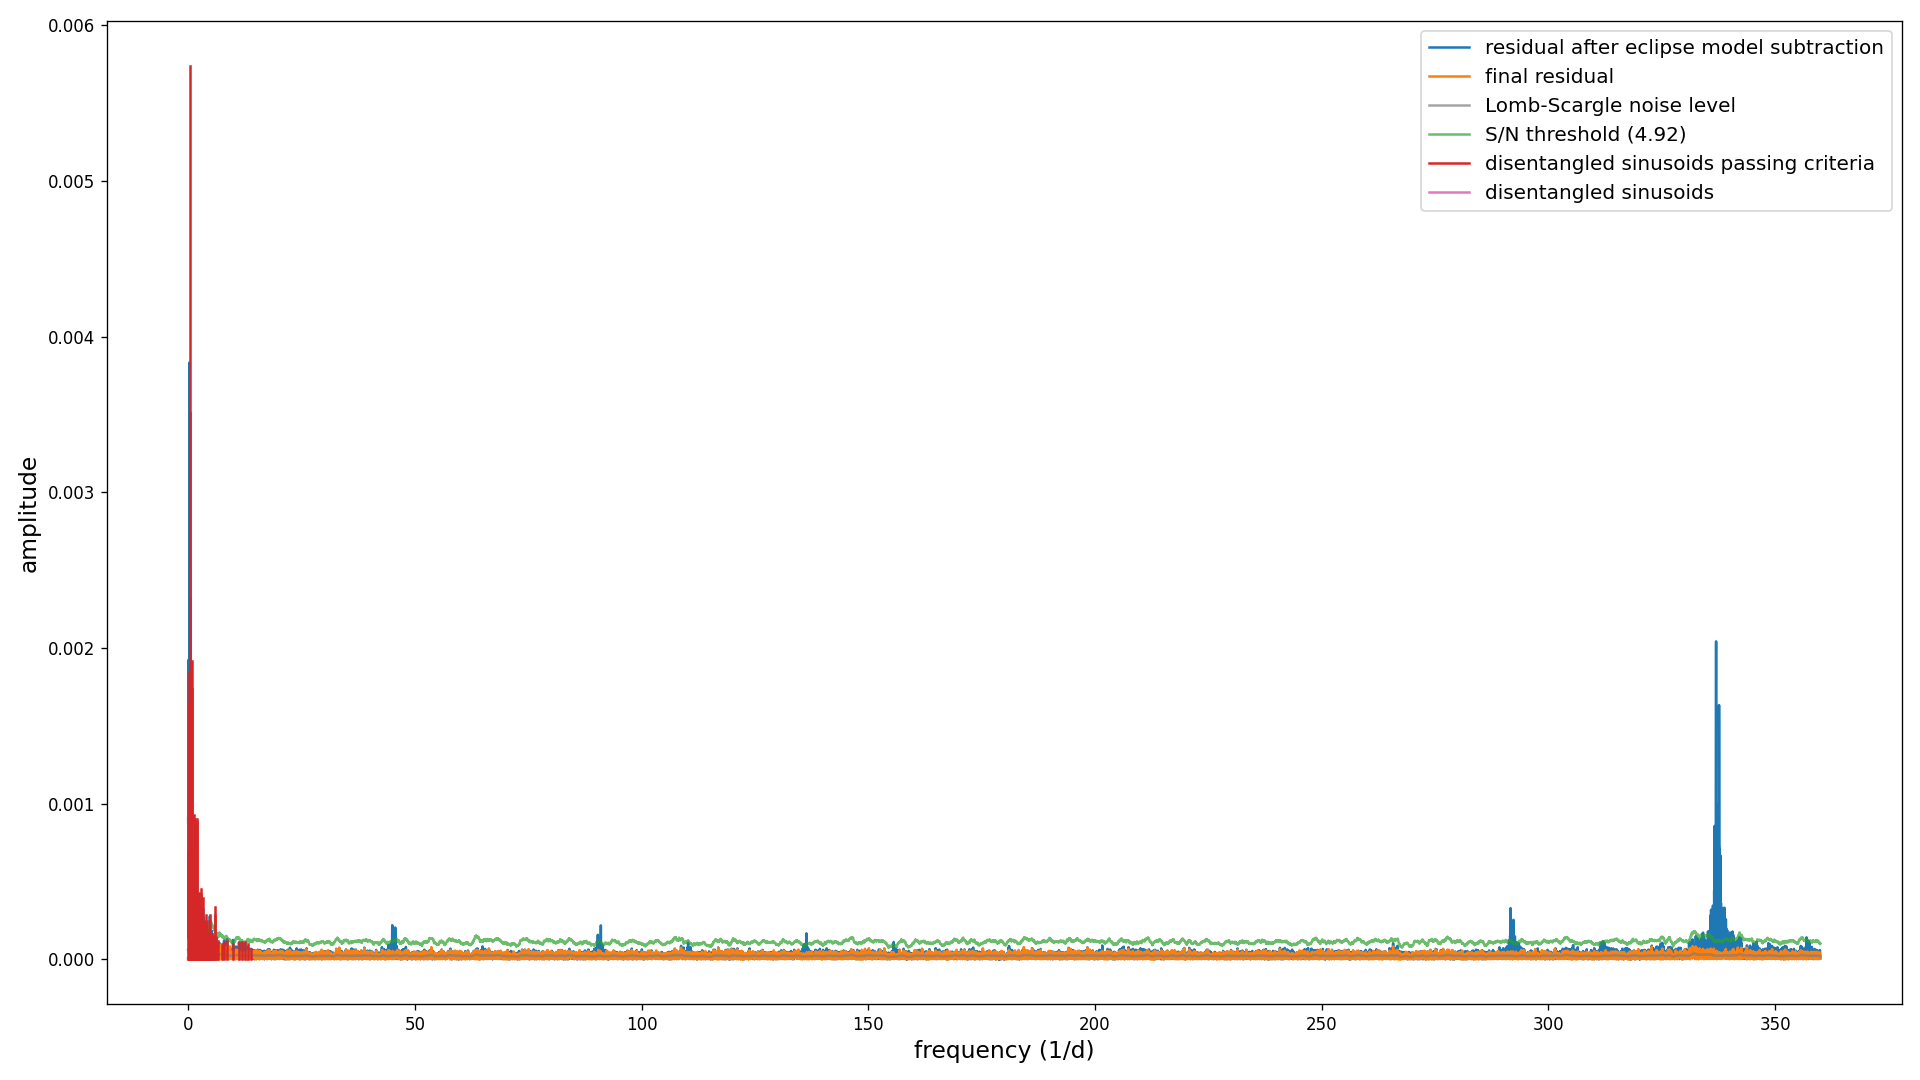 0.006
0.005
0.004
0.003
0.002
0.001
0.000
amplitude
0
50
100
150
200
250
300
350
frequency (1/d)
residual after eclipse model subtraction
final residual
Lomb-Scargle noise level
S/N threshold (4.92)
disentangled sinusoids passing criteria
disentangled sinusoids